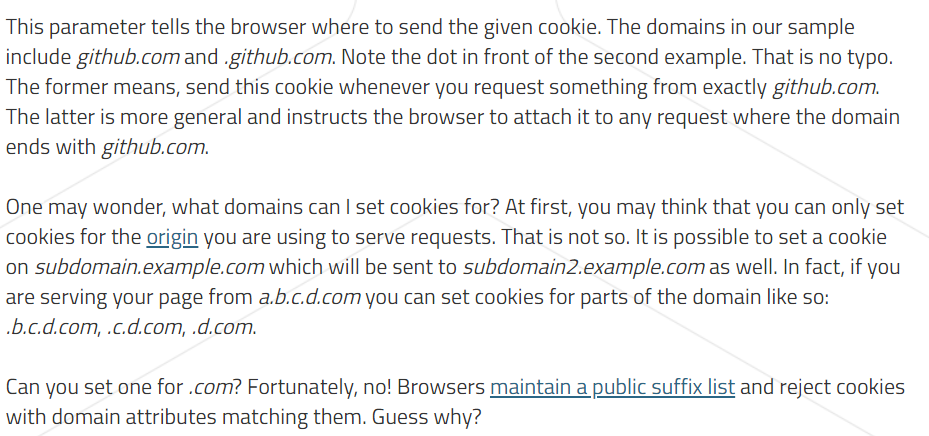 This parameter tells the browser where to send the given cookie. The domains in our sample
include github.com and .github.com. Note the dot in front of the second example. That is no typo.
The former means, send this cookie whenever you request something from exactly github.com.
The latter is more general and instructs the browser to attach it to any request where the domain
ends with github.com.
One may wonder, what domains can I set cookies for? At first, you may think that you can only set
cookies for the origin you are using to serve requests. That is not so. It is possible to set a cookie
on subdomain.example.com which will be sent to subdomain2.example.com as well. In fact, if you
are serving your page from a.b.c.d.com you can set cookies for parts of the domain like so:
.b.c.d.com, .c.d.com, .d.com.
Can you set one for .com? Fortunately, no! Browsers maintain a public suffix list and reject cookies
with domain attributes matching them. Guess why?